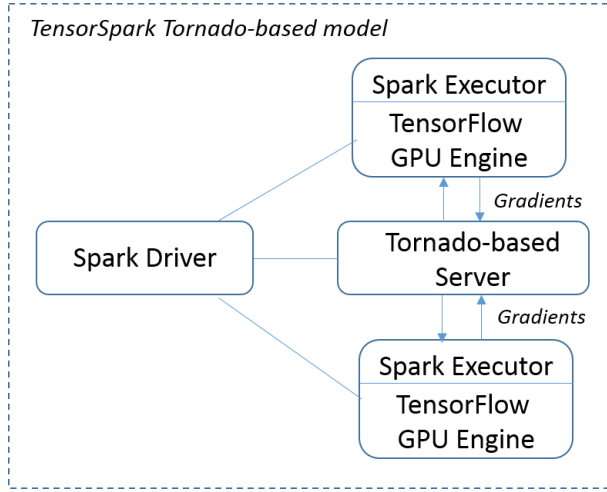 TensorSpark Tornado-based model
Spark Executor
TensorFlow
GPU Engine
Gradients
Spark Driver
Tornado-based
Server
Gradients
Spark Executor
TensorFlow
GPU Engine